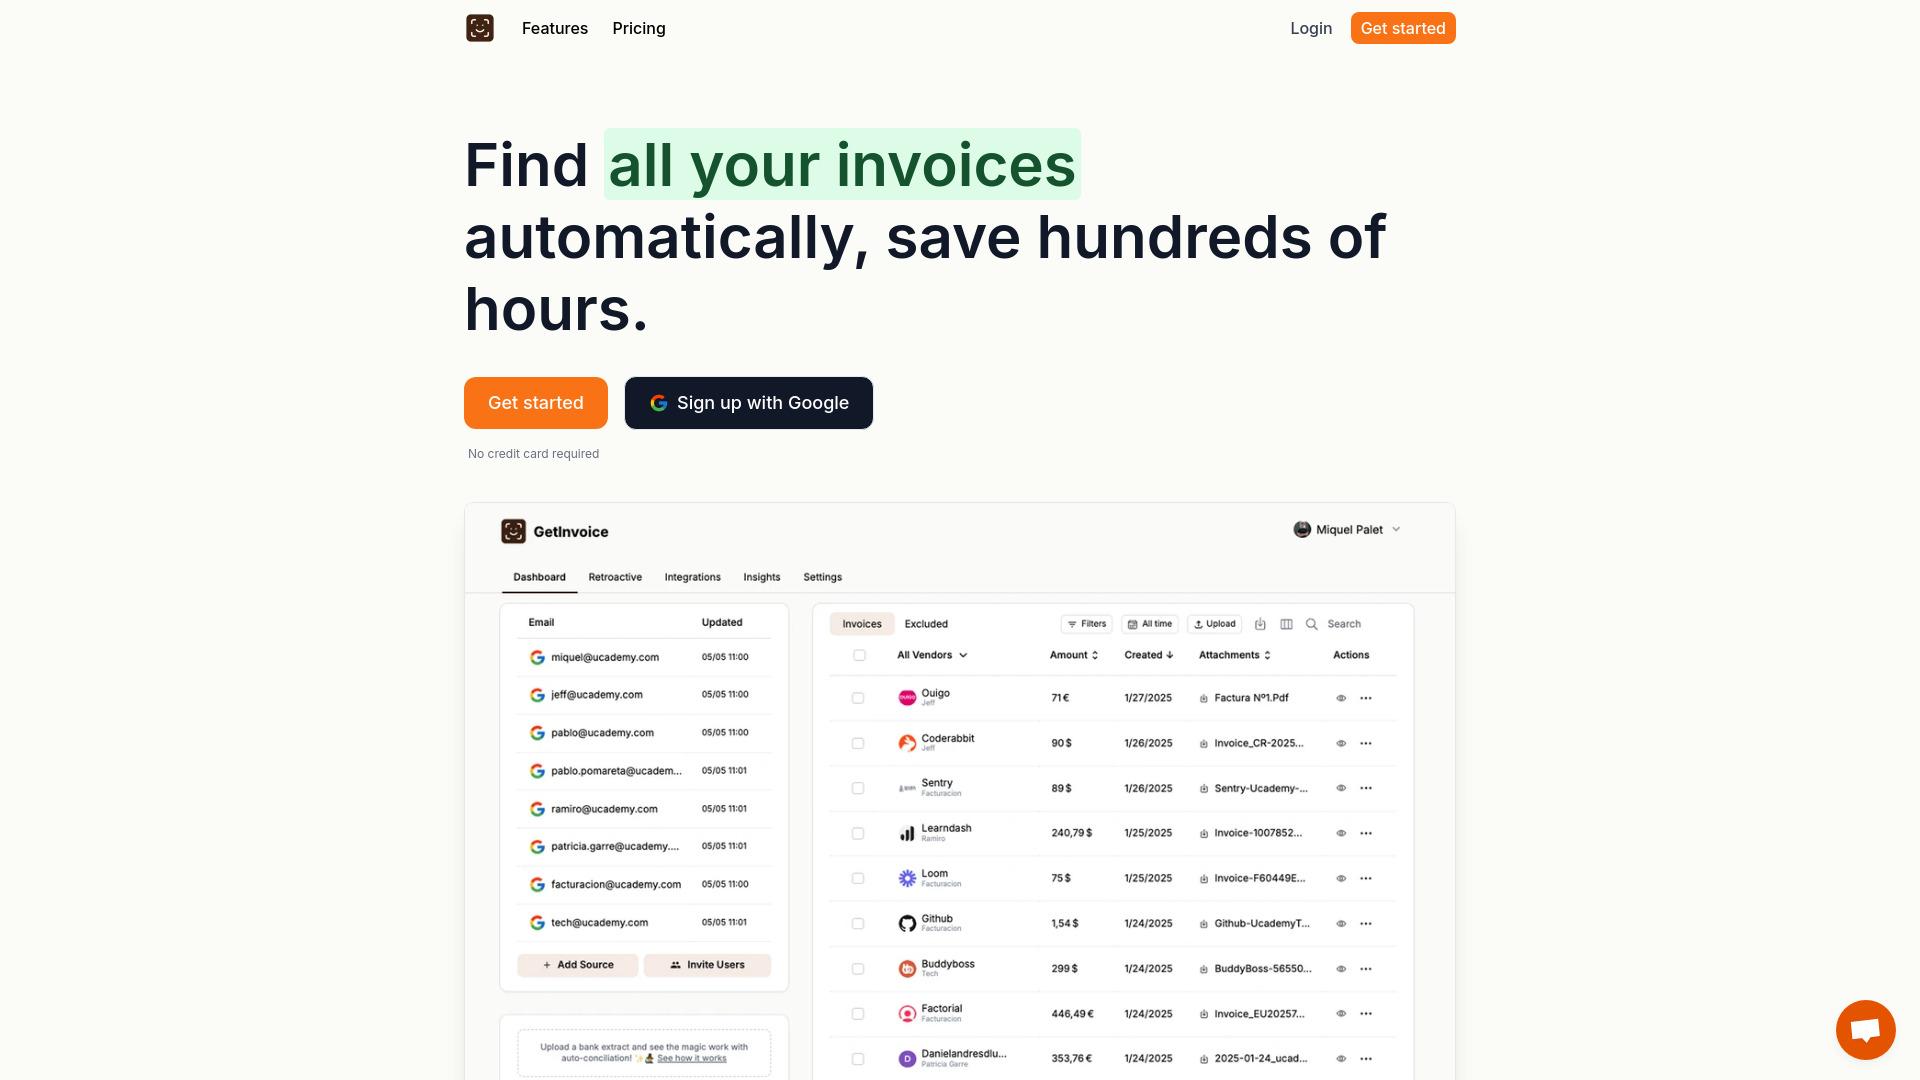 Features
Pricing
Login
Get started
Find all your invoices
automatically, save hundreds of
hours.
Get started
Sign up with Google
No credit card required
GetInvoice
Miquel Palet
Dashboard
Retroactive
Integrations
Insights
Settings
Email
Updated
miquel@ucademy.com
05/05 11:00
jeff@ucademy.com
05/05 11:00
pablo@ucademy.com
05/05 11:00
pablo.pomareta@ucadem...
05/05 11:01
ramiro@ucademy.com
05/05 11:01
patricia.garre@ucademy....
05/05 11:01
facturacion@ucademy.com
05/05 11:00
tech@ucademy.com
05/05 11:01
+ Add Source
Invite Users
Upload a bank extract and see the magic work with
auto-conciliation! ✨🧙‍♂️ See how it works
Invoices
Excluded
Filters
All time
Upload
Search
All Vendors
Amount
Created
Attachments
Actions
Ouigo
Jeff
71€
1/27/2025
Factura Nº1.Pdf
Coderabbit
Jeff
90$
1/26/2025
Invoice_CR-2025...
Sentry
Facturacion
89$
1/26/2025
Sentry-Ucademy-...
Learndash
Ramiro
240,79$
1/25/2025
Invoice-1007852...
Loom
Facturacion
75$
1/25/2025
Invoice-F60449E...
Github
Facturacion
1,54$
1/24/2025
Github-UcademyT...
Buddyboss
Tech
299$
1/24/2025
BuddyBoss-56550...
Factorial
Facturacion
446,49€
1/24/2025
Invoice_EU20257...
D
Danielandresdlu...
Patricia Garre
353,76€
1/24/2025
2025-01-24_ucad...